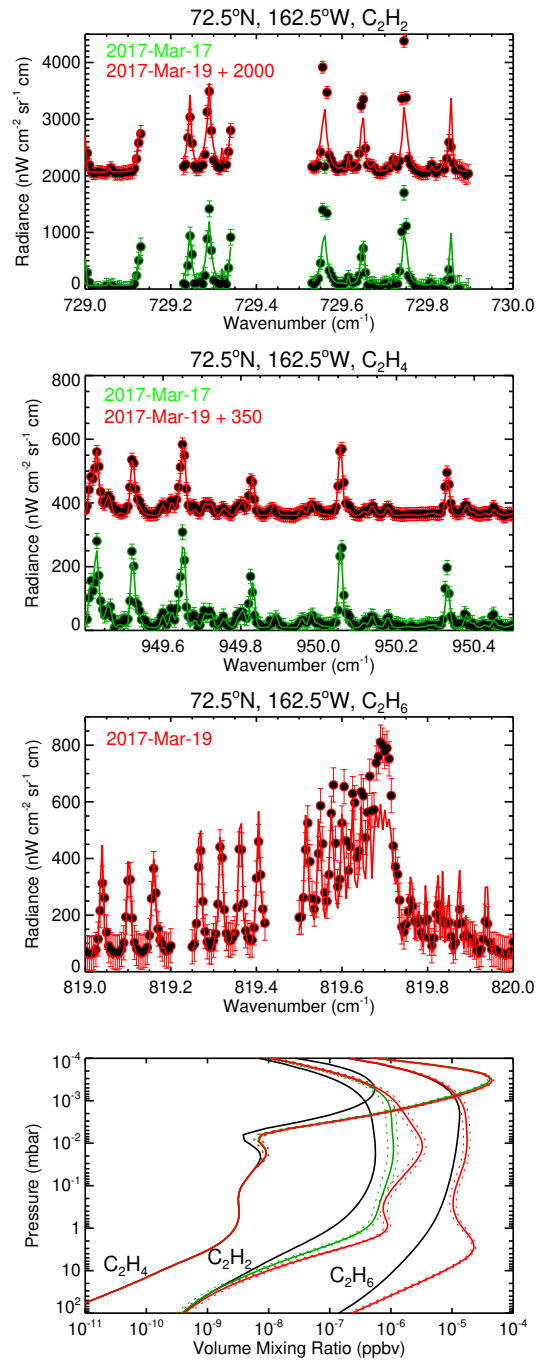 72.5°N, 162.5°W, C₂H₂
2017-Mar-17
2017-Mar-19 + 2000
Radiance (nW cm⁻² sr⁻¹ cm)
4000
3000
2000
1000
0
729.0 729.2 729.4 729.6 729.8 730.0
Wavenumber (cm⁻¹)
72.5°N, 162.5°W, C₂H₄
2017-Mar-17
2017-Mar-19 + 350
Radiance (nW cm⁻² sr⁻¹ cm)
800
600
400
200
0
949.6 949.8 950.0 950.2 950.4
Wavenumber (cm⁻¹)
72.5°N, 162.5°W, C₂H₆
2017-Mar-19
Radiance (nW cm⁻² sr⁻¹ cm)
800
600
400
200
0
819.0 819.2 819.4 819.6 819.8 820.0
Wavenumber (cm⁻¹)
Pressure (mbar)
10⁻⁴
10⁻³
10⁻²
10⁻¹
1
10
10²
C₂H₄ C₂H₂ C₂H₆
10⁻¹¹ 10⁻¹⁰ 10⁻⁹ 10⁻⁸ 10⁻⁷ 10⁻⁶ 10⁻⁵ 10⁻⁴
Volume Mixing Ratio (ppbv)